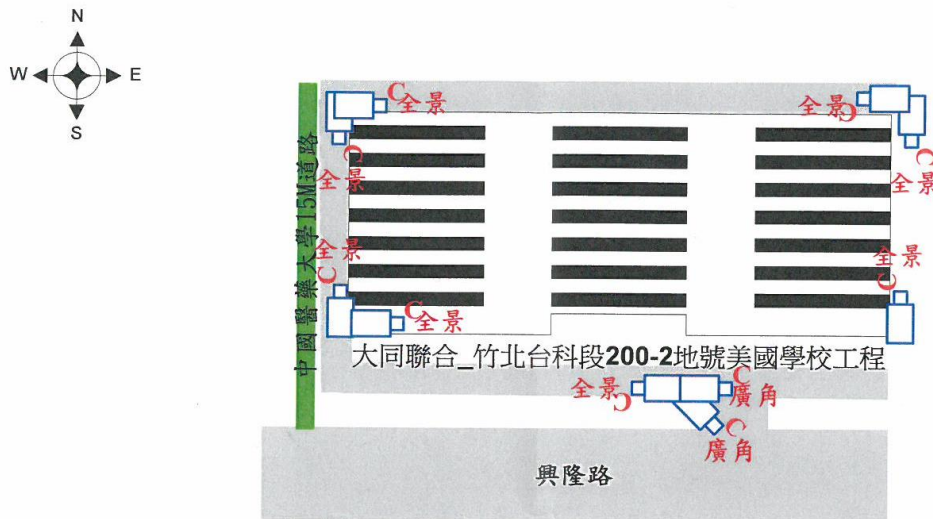 N
W E
S
C 全景
C 全景
C 全景
C 全景
中國醫藥大學15M道路
全景 C
全景 C
C 全景
大同聯合_竹北台科段200-2地號美國學校工程
全景 C
C 廣角
C 廣角
興隆路